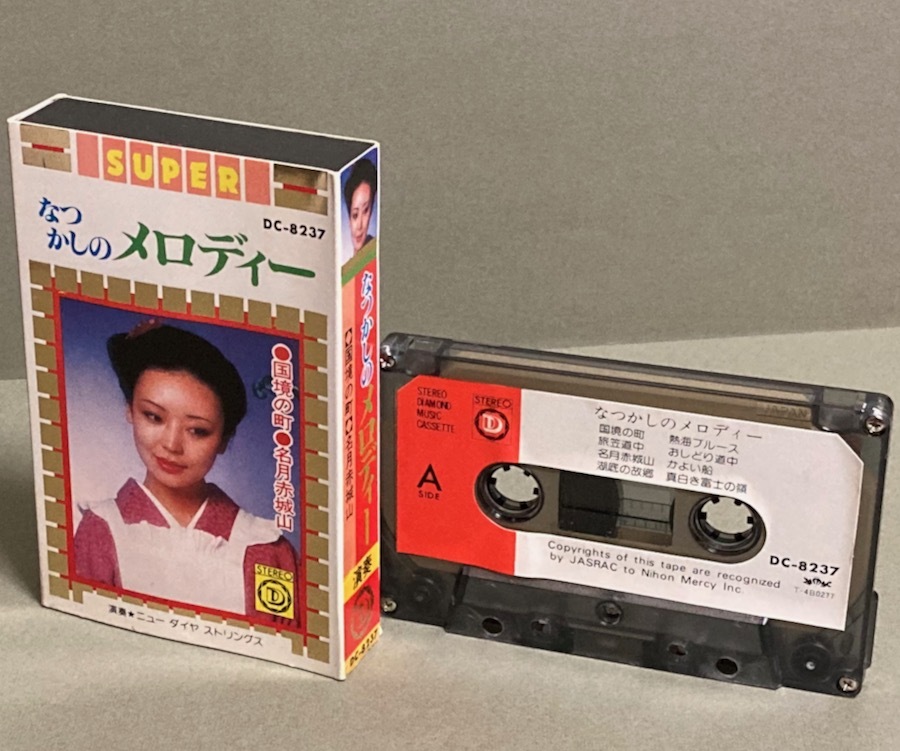 SUPER
DC-8237
なつ
かしの メロディー
●国境の町●名月赤城山
STEREO
D
演奏★ニュー ダイヤ ストリングス
なつかしのメロディー
【国境の町】【名月赤城山】
演奏
DC-8237
JAPAN
STEREO
DIAMOND
MUSIC
CASSETTE
STEREO
D
A
SIDE
なつかしのメロディー
国境の町 熱海ブルース
旅笠道中 おしどり道中
名月赤城山 かよい船
湖底の故郷 真白き富士の嶺
DC-8237
Copyrights of this tape are recognized
by JASRAC to Nihon Mercy Inc.
T-4B0277